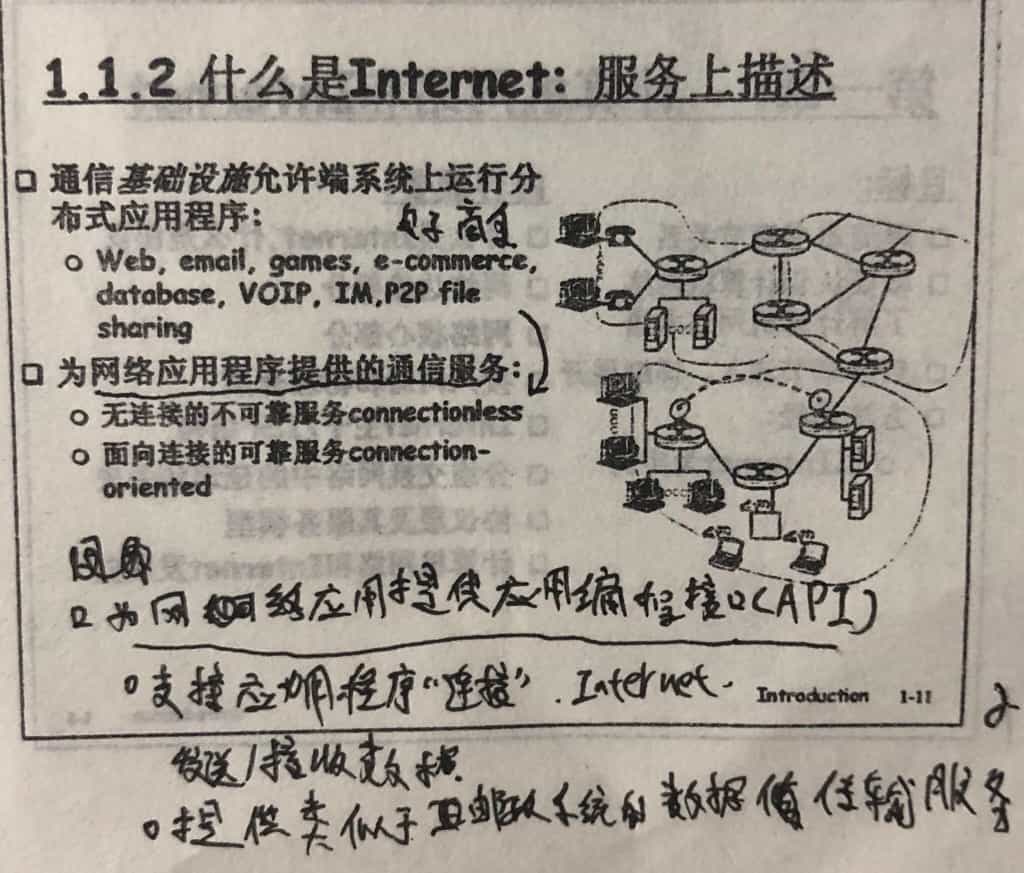 1.1.2 什么是Internet: 服务上描述
通信基础设施允许端系统上运行分
布式应用程序:
电子商务
Web, email, games, e-commerce,
database, VOIP, IM,P2P file
sharing
为网络应用程序提供的通信服务:
无连接的不可靠服务connectionless
面向连接的可靠服务connection-
oriented
为网络应用提供应用编程接口(API)
支撑应用程序“连接”.Internet.
Introduction 1-11
发送/接收数据
提供类似于邮政系统的数据传输服务